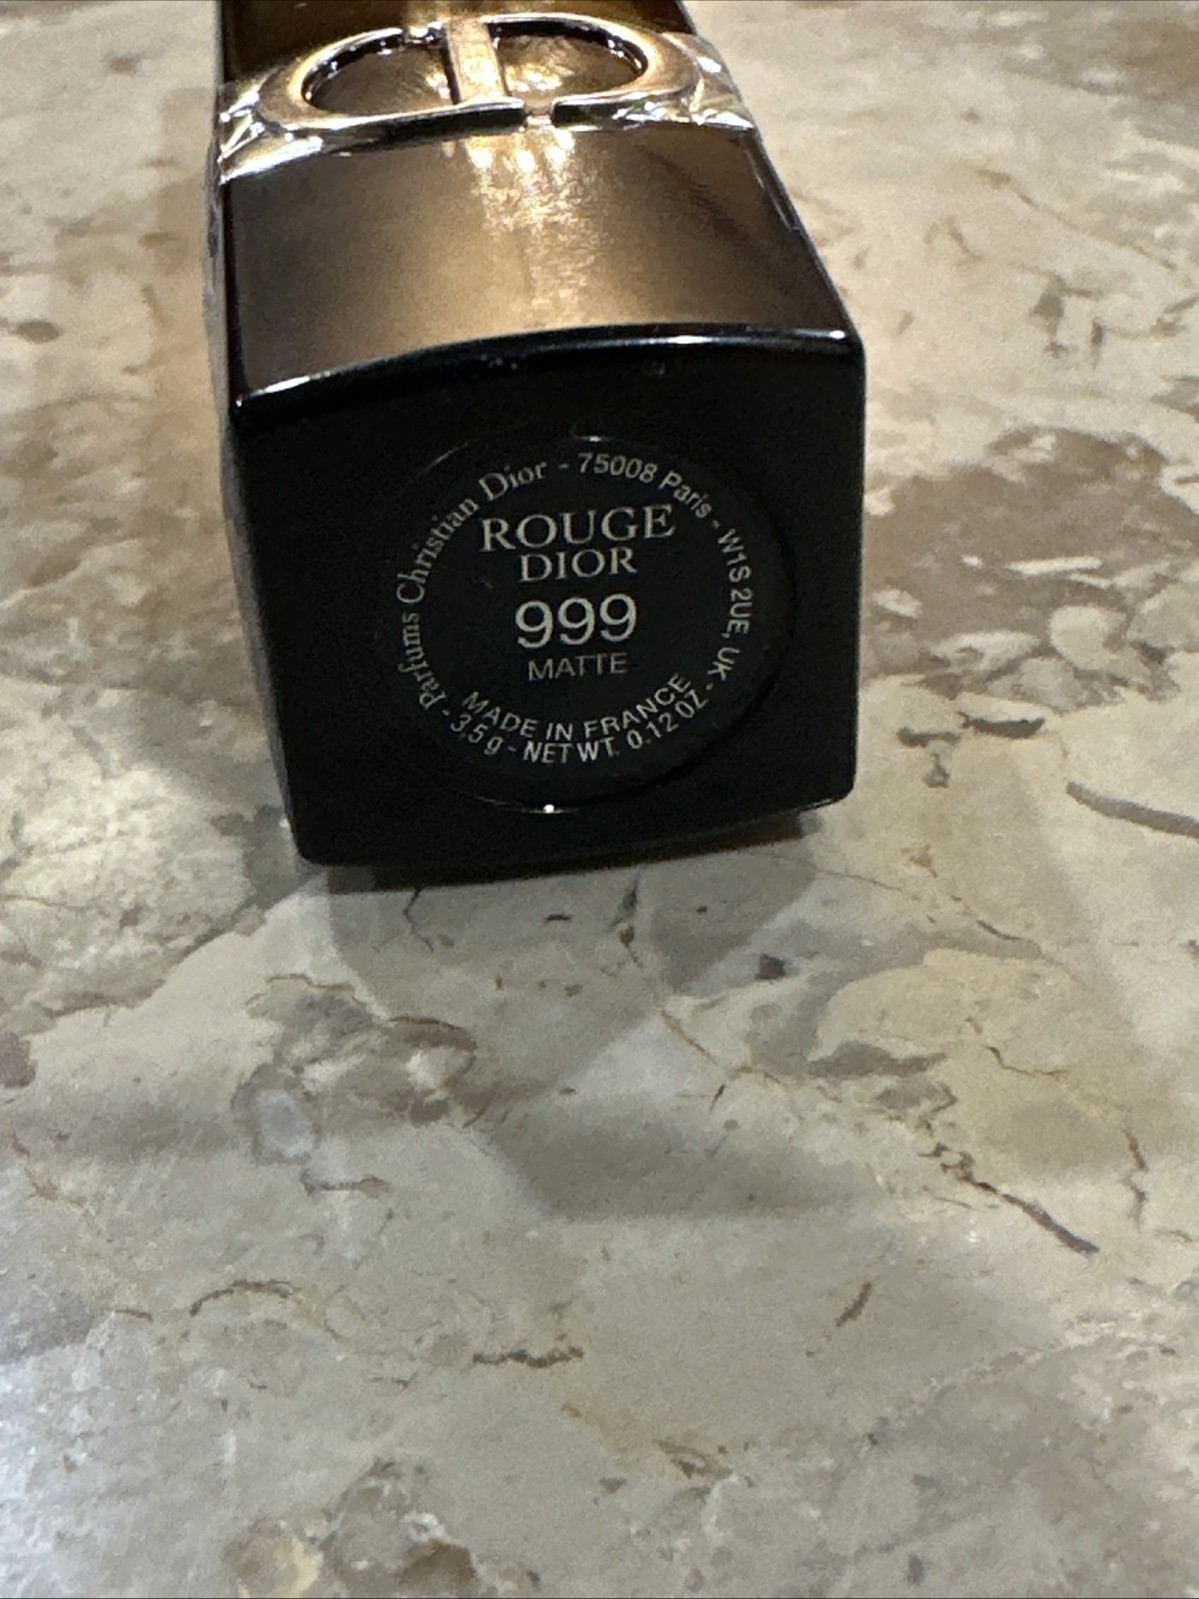 Parfums Christian Dior - 75008 Paris - W1S 2UE, UK -
ROUGE
DIOR
999
MATTE
MADE IN FRANCE
- 3,5 g - NET WT. 0.12 OZ